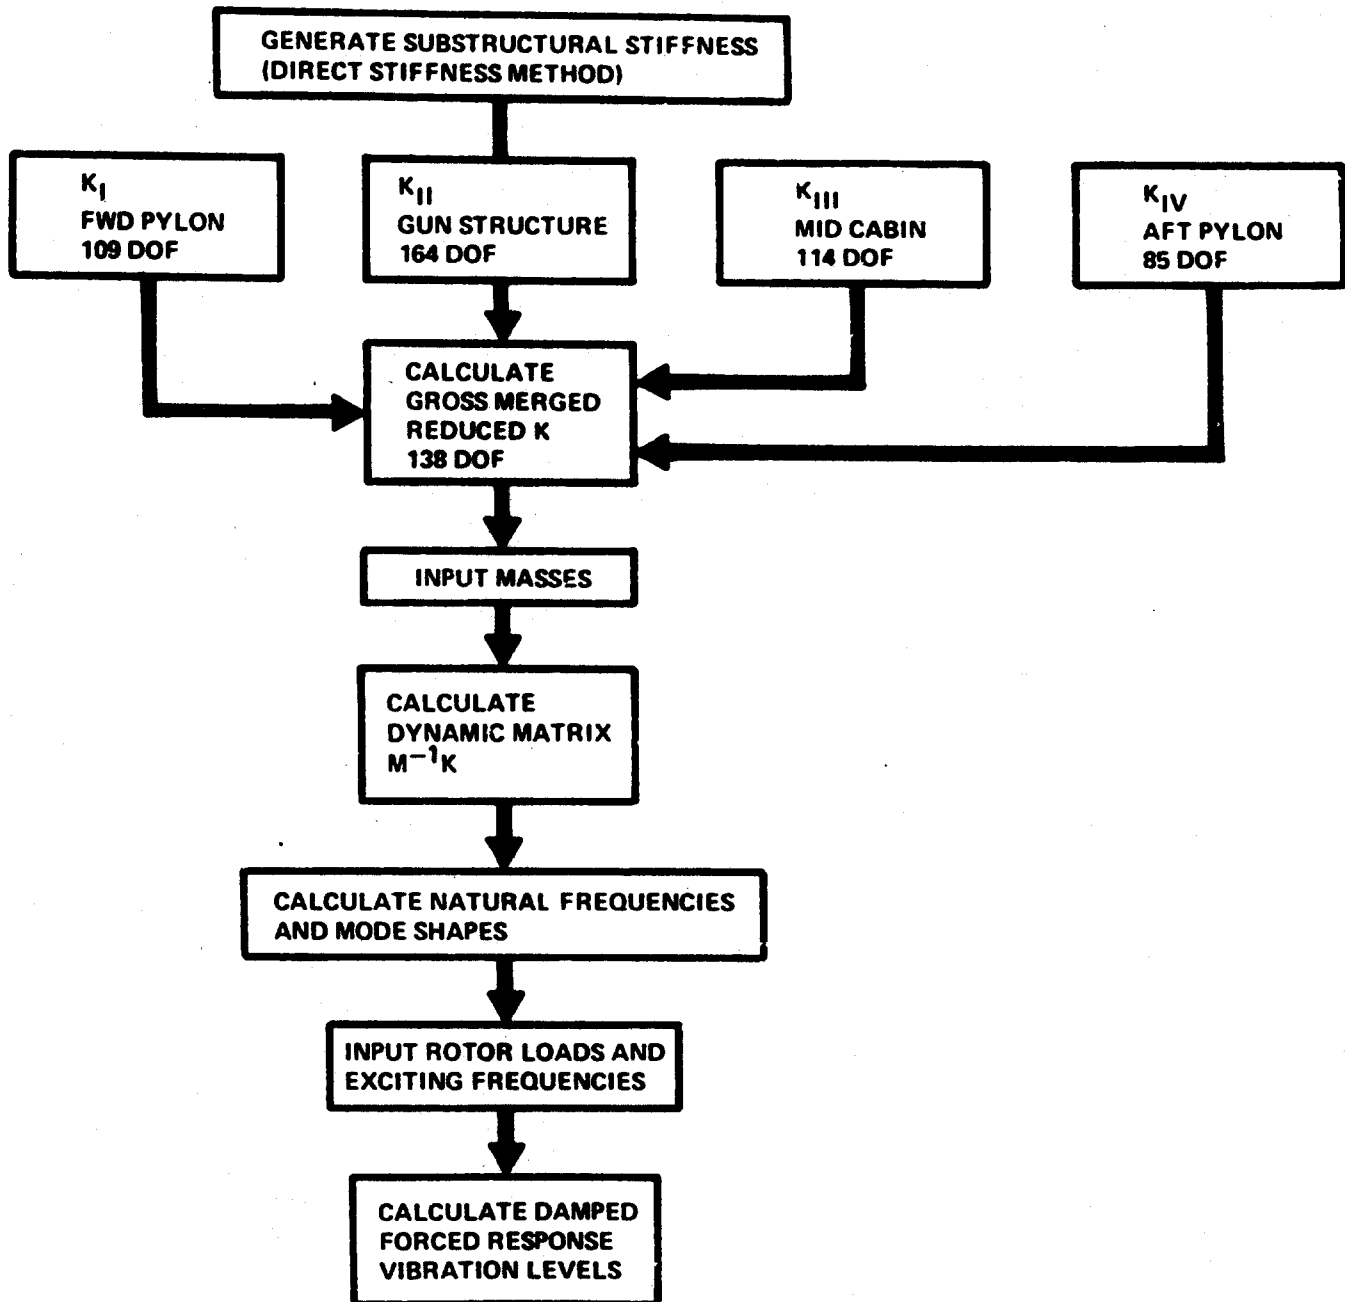 GENERATE SUBSTRUCTURAL STIFFNESS
(DIRECT STIFFNESS METHOD)
K_I
FWD PYLON
109 DOF
K_II
GUN STRUCTURE
164 DOF
K_III
MID CABIN
114 DOF
K_IV
AFT PYLON
85 DOF
CALCULATE
GROSS MERGED
REDUCED K
138 DOF
INPUT MASSES
CALCULATE
DYNAMIC MATRIX
M⁻¹K
CALCULATE NATURAL FREQUENCIES
AND MODE SHAPES
INPUT ROTOR LOADS AND
EXCITING FREQUENCIES
CALCULATE DAMPED
FORCED RESPONSE
VIBRATION LEVELS